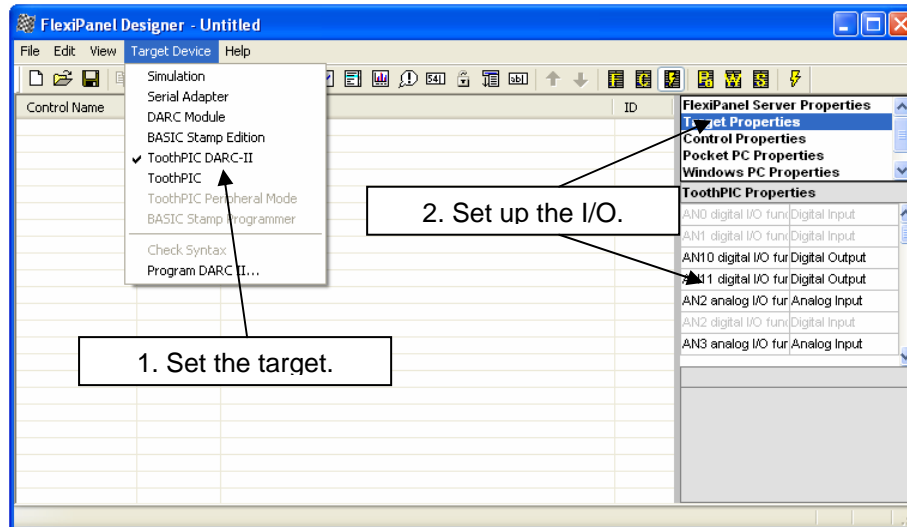 FlexiPanel Designer - Untitled
File Edit View Target Device Help
Simulation
Serial Adapter
DARC Module
BASIC Stamp Edition
ToothPIC DARC-II
ToothPIC
ToothPIC Peripheral Mode
BASIC Stamp Programmer
Check Syntax
Program DARC II...
Control Name
ID
FlexiPanel Server Properties
Target Properties
Control Properties
Pocket PC Properties
Windows PC Properties
ToothPIC Properties
AN0 digital I/O func Digital Input
AN1 digital I/O func Digital Input
AN10 digital I/O fur Digital Output
AN11 digital I/O fur Digital Output
AN2 analog I/O fur Analog Input
AN2 digital I/O func Digital Input
AN3 analog I/O fur Analog Input
1. Set the target.
2. Set up the I/O.